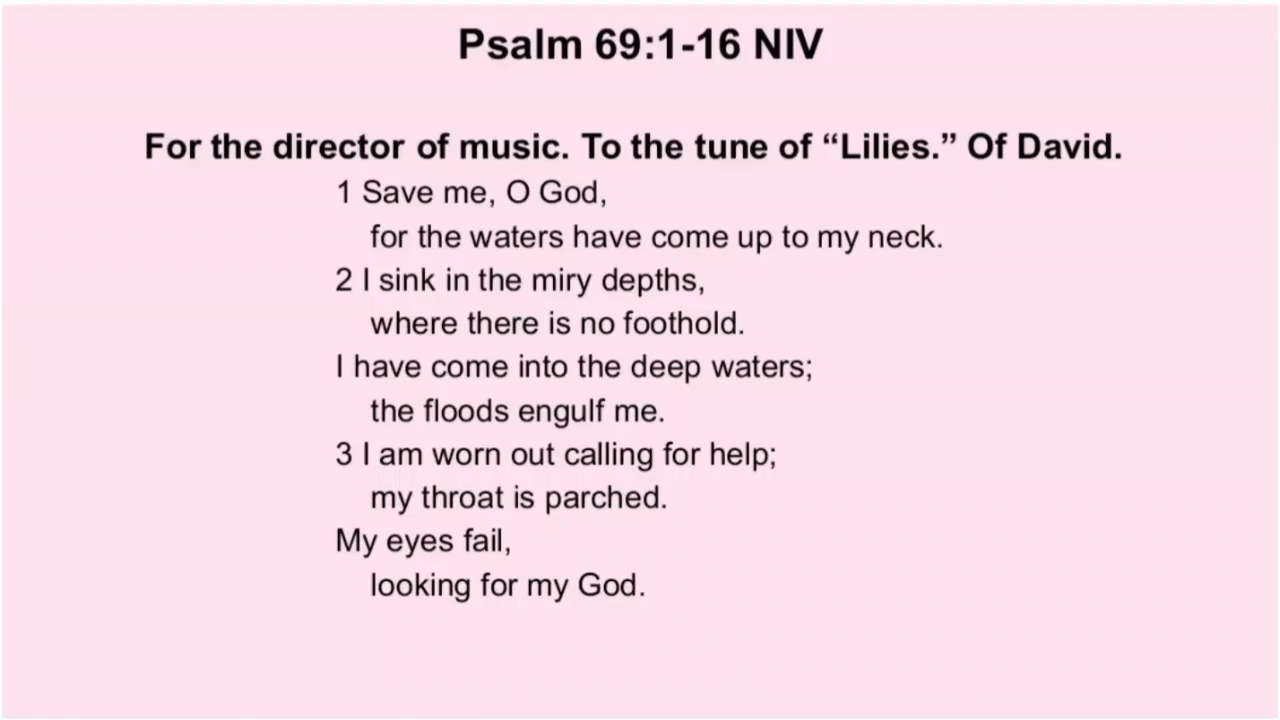 Psalm 69:1-16 NIV
For the director of music. To the tune of “Lilies.” Of David.
1 Save me, O God,
for the waters have come up to my neck.
2 I sink in the miry depths,
where there is no foothold.
I have come into the deep waters;
the floods engulf me.
3 I am worn out calling for help;
my throat is parched.
My eyes fail,
looking for my God.